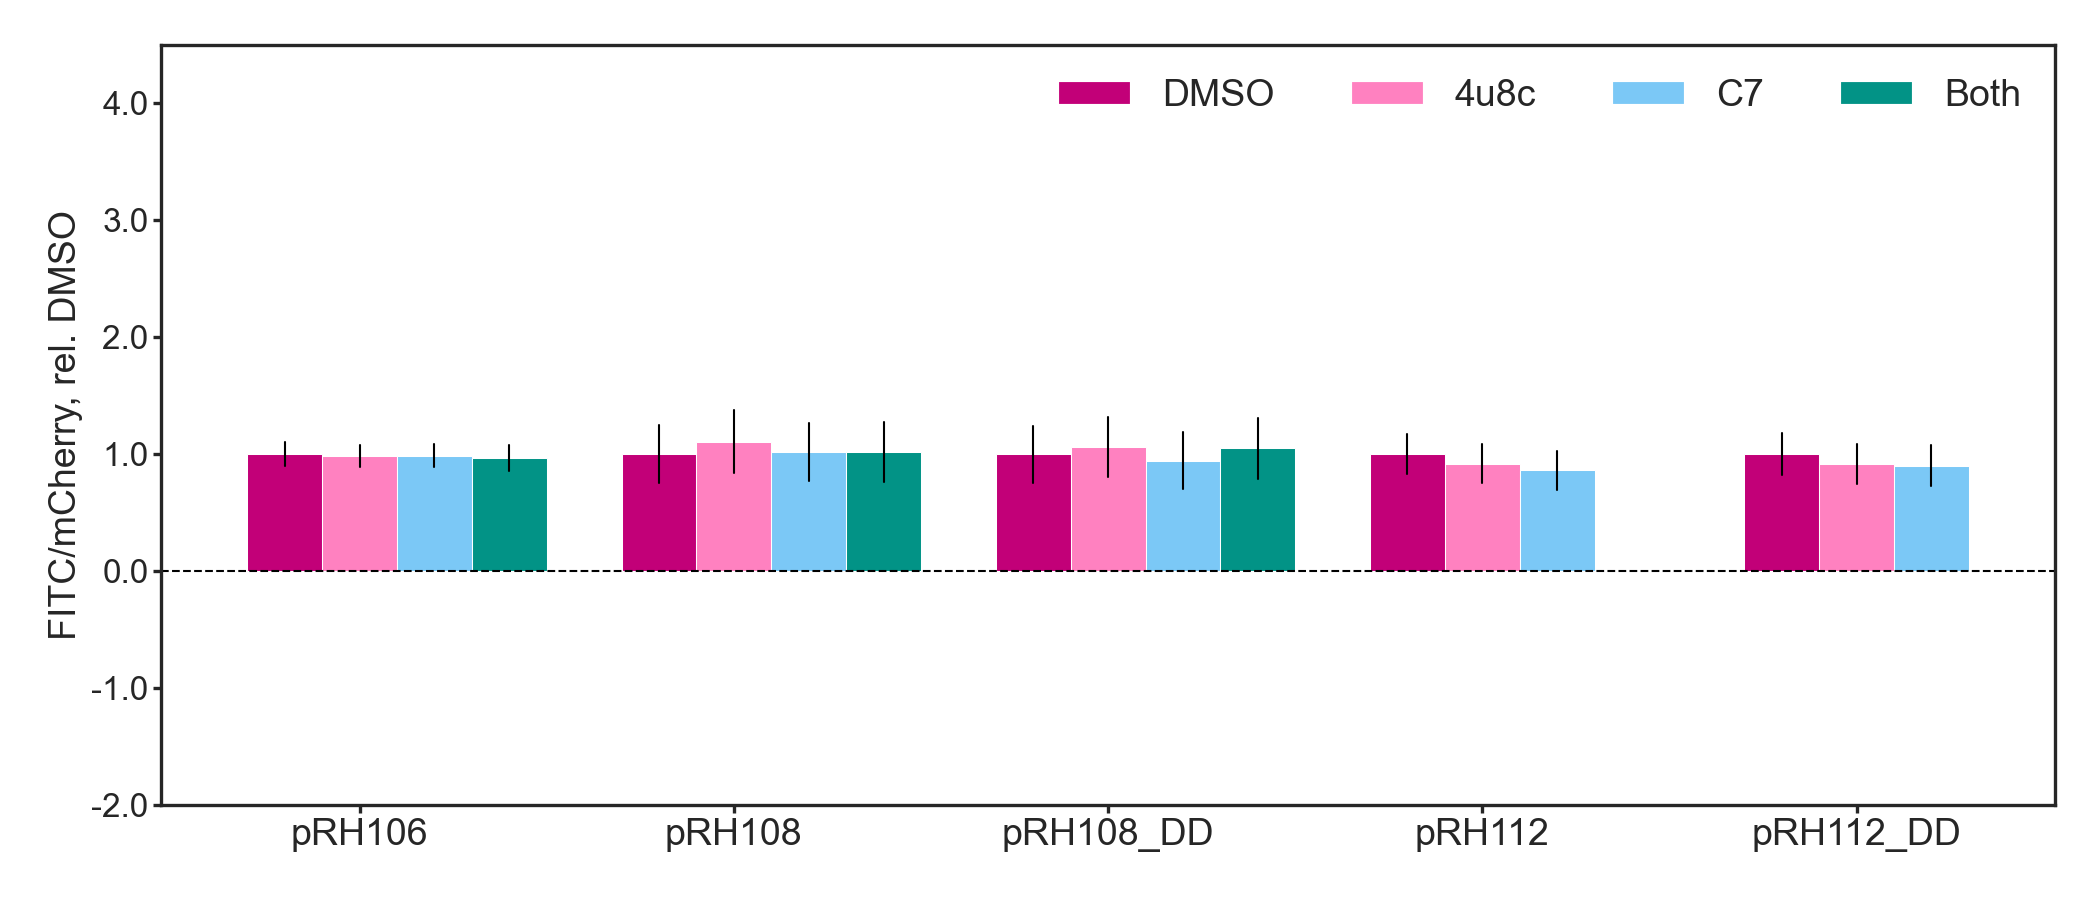 DMSO 4u8c C7 Both
FITC/mCherry, rel. DMSO
4.0
3.0
2.0
1.0
0.0
-1.0
-2.0
pRH106 pRH108 pRH108_DD pRH112 pRH112_DD